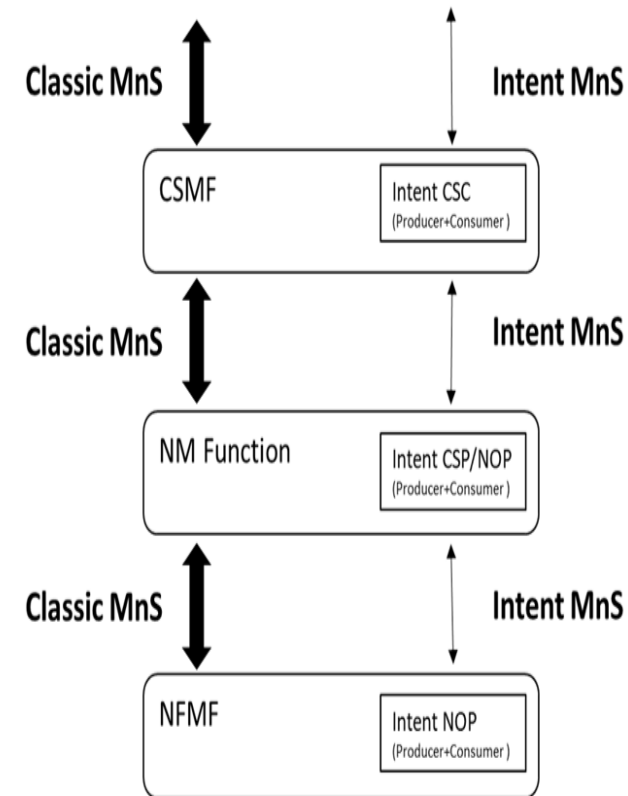 Classic MnS
Intent MnS
CSMF
Intent CSC
(Producer+Consumer )
Classic MnS
Intent MnS
NM Function
Intent CSP/NOP
(Producer+Consumer )
Classic MnS
Intent MnS
NFMF
Intent NOP
(Producer+Consumer )